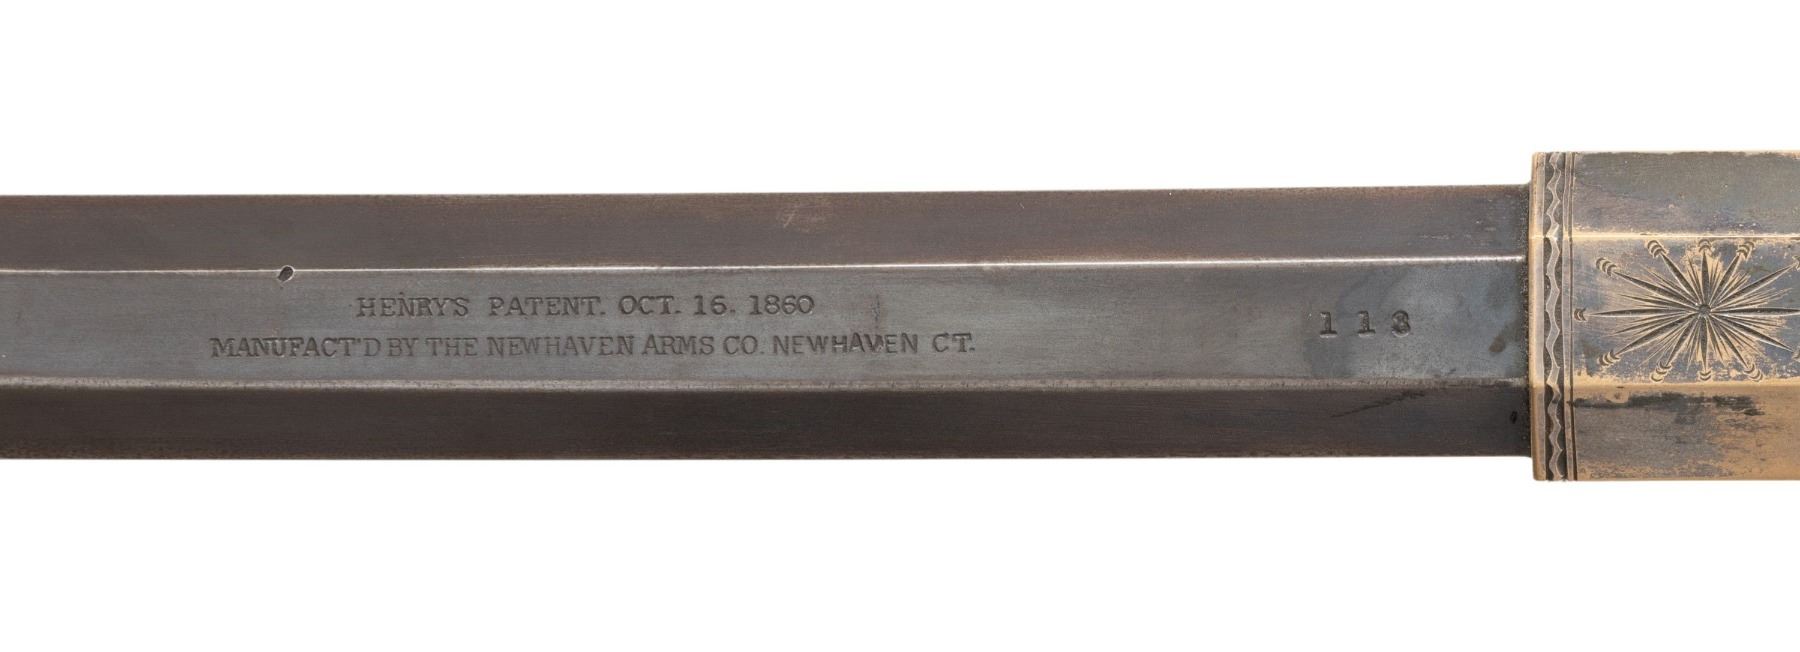 HENRY'S PATENT. OCT. 16. 1860
MANUFACT'D BY THE NEWHAVEN ARMS CO. NEWHAVEN CT.
113